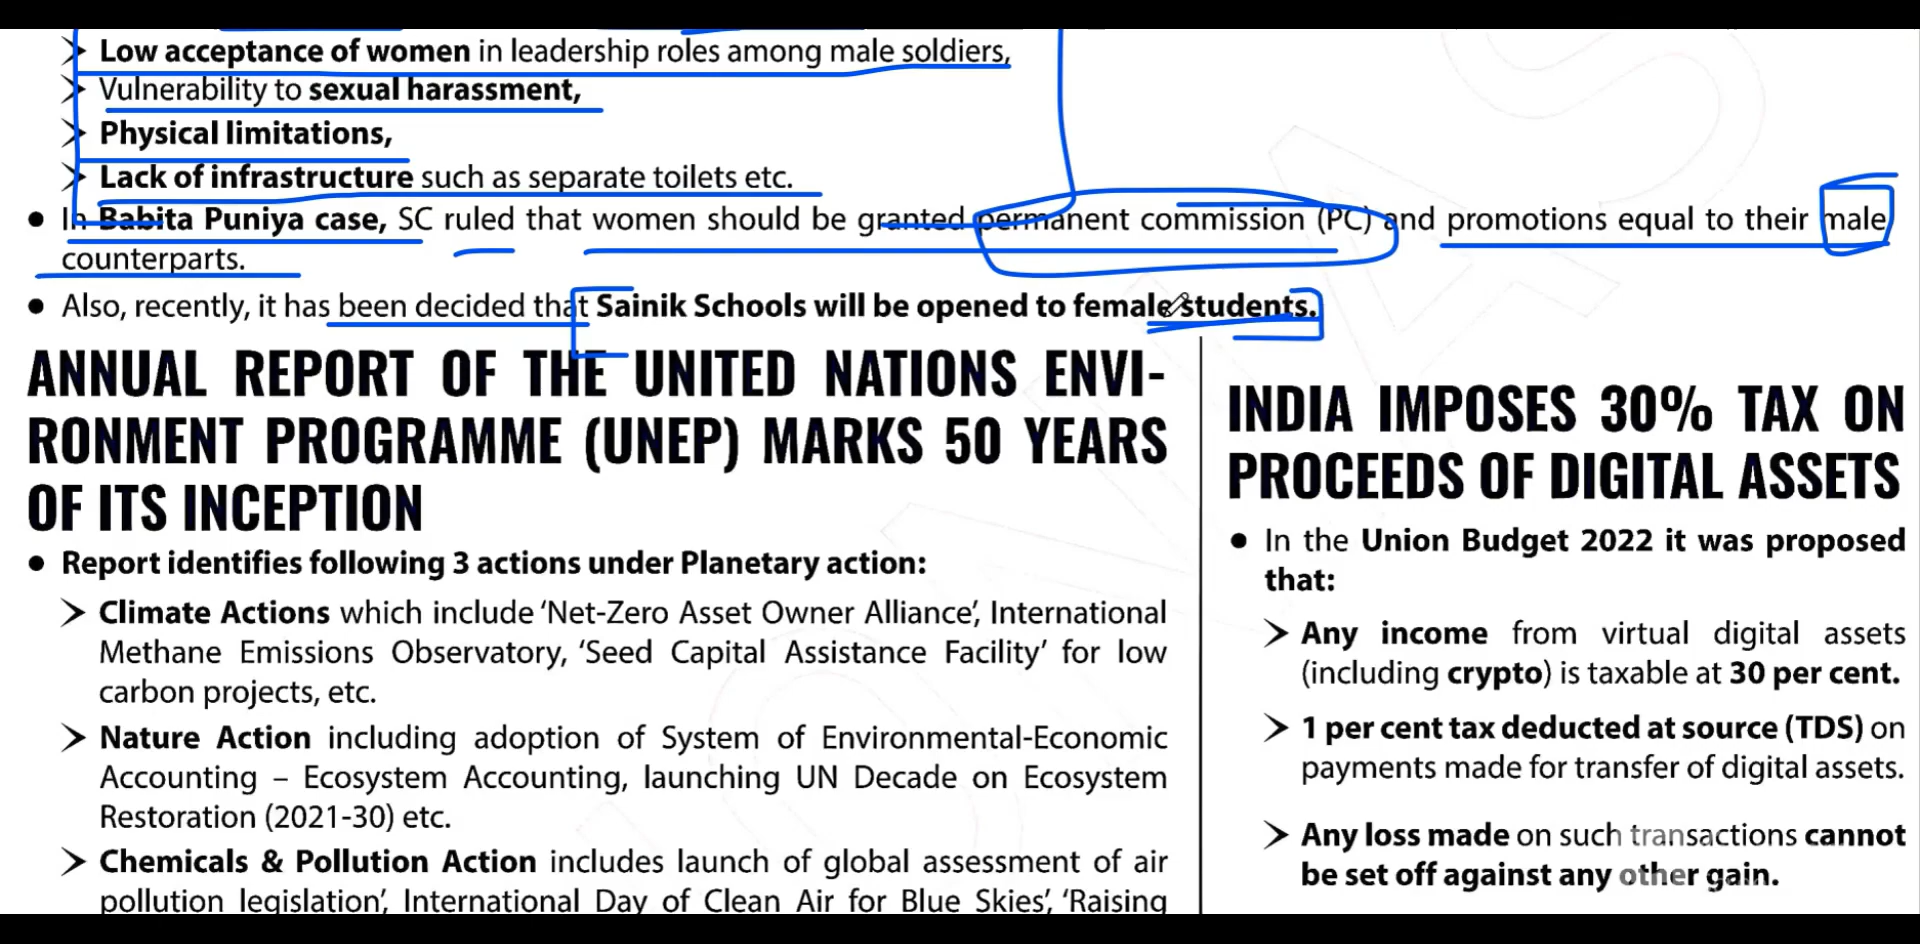 ➢ Low acceptance of women in leadership roles among male soldiers,
➢ Vulnerability to sexual harassment,
➢ Physical limitations,
➢ Lack of infrastructure such as separate toilets etc.
● In Babita Puniya case, SC ruled that women should be granted permanent commission (PC) and promotions equal to their male
counterparts.
● Also, recently, it has been decided that Sainik Schools will be opened to female students.
ANNUAL REPORT OF THE UNITED NATIONS ENVI-
RONMENT PROGRAMME (UNEP) MARKS 50 YEARS
OF ITS INCEPTION
● Report identifies following 3 actions under Planetary action:
➢ Climate Actions which include ‘Net-Zero Asset Owner Alliance’, International
Methane Emissions Observatory, ‘Seed Capital Assistance Facility’ for low
carbon projects, etc.
➢ Nature Action including adoption of System of Environmental-Economic
Accounting – Ecosystem Accounting, launching UN Decade on Ecosystem
Restoration (2021-30) etc.
➢ Chemicals & Pollution Action includes launch of global assessment of air
pollution legislation’, International Day of Clean Air for Blue Skies’, ‘Raising
INDIA IMPOSES 30% TAX ON
PROCEEDS OF DIGITAL ASSETS
● In the Union Budget 2022 it was proposed
that:
➢ Any income from virtual digital assets
(including crypto) is taxable at 30 per cent.
➢ 1 per cent tax deducted at source (TDS) on
payments made for transfer of digital assets.
➢ Any loss made on such transactions cannot
be set off against any other gain.